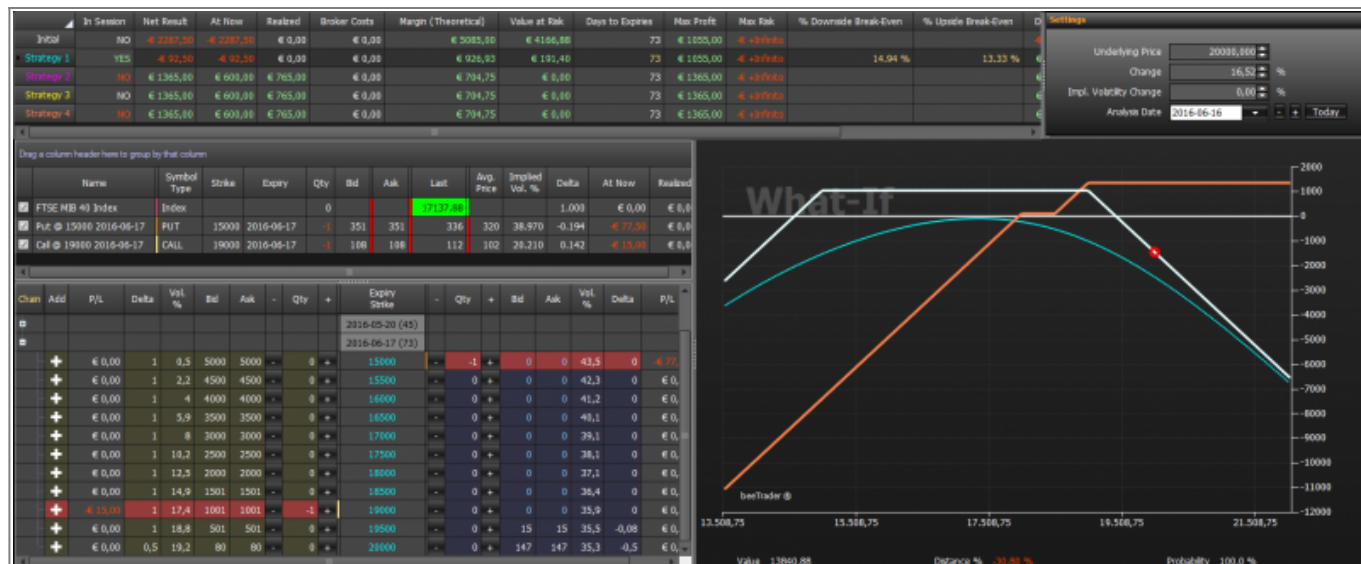 In Session Net Result At Now Realized Broker Costs Margin (Theoretical) Value at Risk Days to Expiries Max Profit Max Risk % Downside Break-Even % Upside Break-Even
Initial NO -€ 2287,50 -€ 2287,50 € 0,00 € 0,00 € 5085,00 € 4166,88 73 € 1055,00 -€ +Infinito
Strategy 1 YES -€ 92,50 -€ 92,50 € 0,00 € 0,00 € 926,93 € 191,40 73 € 1055,00 -€ +Infinito 14.94 % 13.33 %
Strategy 2 NO € 1365,00 € 600,00 € 765,00 € 0,00 € 704,75 € 0,00 73 € 1365,00 -€ +Infinito
Strategy 3 NO € 1365,00 € 600,00 € 765,00 € 0,00 € 704,75 € 0,00 73 € 1365,00 -€ +Infinito
Strategy 4 NO € 1365,00 € 600,00 € 765,00 € 0,00 € 704,75 € 0,00 73 € 1365,00 -€ +Infinito
Settings
Underlying Price 20000,000
Change 16,52 %
Impl. Volatility Change 0,00 %
Analysis Date 2016-06-16 - + Today
Drag a column header here to group by that column
Name Symbol Type Strike Expiry Qty Bid Ask Last Avg. Price Implied Vol. % Delta At Now Realized
FTSE MIB 40 Index Index 0 17137.88 1.000 € 0,00 € 0,0
Put @ 15000 2016-06-17 PUT 15000 2016-06-17 -1 351 351 336 320 38.970 -0.194 -€ 77,50 € 0,0
Call @ 19000 2016-06-17 CALL 19000 2016-06-17 -1 108 108 112 102 20.210 0.142 -€ 15,00 € 0,0
Chain Add P/L Delta Vol. % Bid Ask - Qty + Expiry Strike - Qty + Bid Ask Vol. % Delta P/L
2016-05-20 (45)
2016-06-17 (73)
€ 0,00 1 0,5 5000 5000 - 0 + 15000 - -1 + 0 0 43,5 0 -€ 77,
€ 0,00 1 2,2 4500 4500 - 0 + 15500 - 0 + 0 0 42,3 0 € 0,
€ 0,00 1 4 4000 4000 - 0 + 16000 - 0 + 0 0 41,2 0 € 0,
€ 0,00 1 5,9 3500 3500 - 0 + 16500 - 0 + 0 0 40,1 0 € 0,
€ 0,00 1 8 3000 3000 - 0 + 17000 - 0 + 0 0 39,1 0 € 0,
€ 0,00 1 10,2 2500 2500 - 0 + 17500 - 0 + 0 0 38,1 0 € 0,
€ 0,00 1 12,5 2000 2000 - 0 + 18000 - 0 + 0 0 37,1 0 € 0,
€ 0,00 1 14,9 1501 1501 - 0 + 18500 - 0 + 0 0 36,4 0 € 0,
-€ 15,00 1 17,4 1001 1001 - -1 + 19000 - 0 + 0 0 35,9 0 € 0,
€ 0,00 1 18,8 501 501 - 0 + 19500 - 0 + 15 15 35,5 -0,08 € 0,
€ 0,00 0,5 19,2 80 80 - 0 + 20000 - 0 + 147 147 35,3 -0,5 € 0,
What-If
2000
1000
0
-1000
-2000
-3000
-4000
-5000
-6000
-7000
-8000
-9000
-10000
-11000
-12000
beeTrader ®
13.508,75 15.508,75 17.508,75 19.508,75 21.508,75
Value 13840.88 Distance % -30.80 % Probability 100.0 %